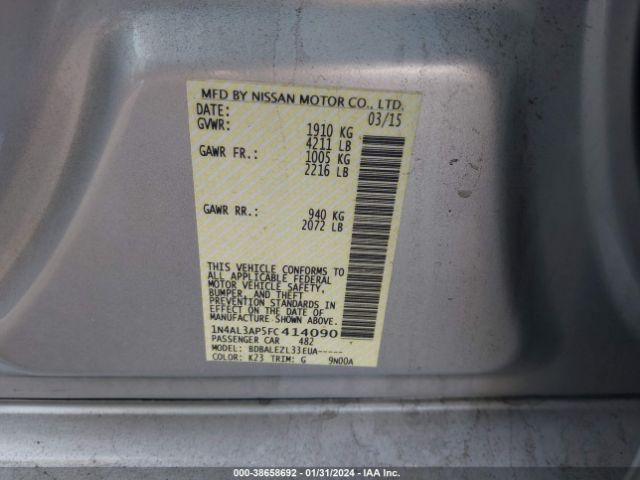 MFD BY NISSAN MOTOR CO., LTD.
DATE: 03/15
GVWR: 1910 KG
4211 LB
GAWR FR.: 1005 KG
2216 LB
GAWR RR.: 940 KG
2072 LB
THIS VEHICLE CONFORMS TO
ALL APPLICABLE FEDERAL
MOTOR VEHICLE SAFETY,
BUMPER, AND THEFT
PREVENTION STANDARDS IN
EFFECT ON THE DATE OF
MANUFACTURE SHOWN ABOVE.
1N4AL3AP5FC414090
PASSENGER CAR 482
MODEL: BDBALEZL33EUA-----
COLOR: K23 TRIM: G 9N00A
© 000-38658692 - 01/31/2024 - IAA Inc.